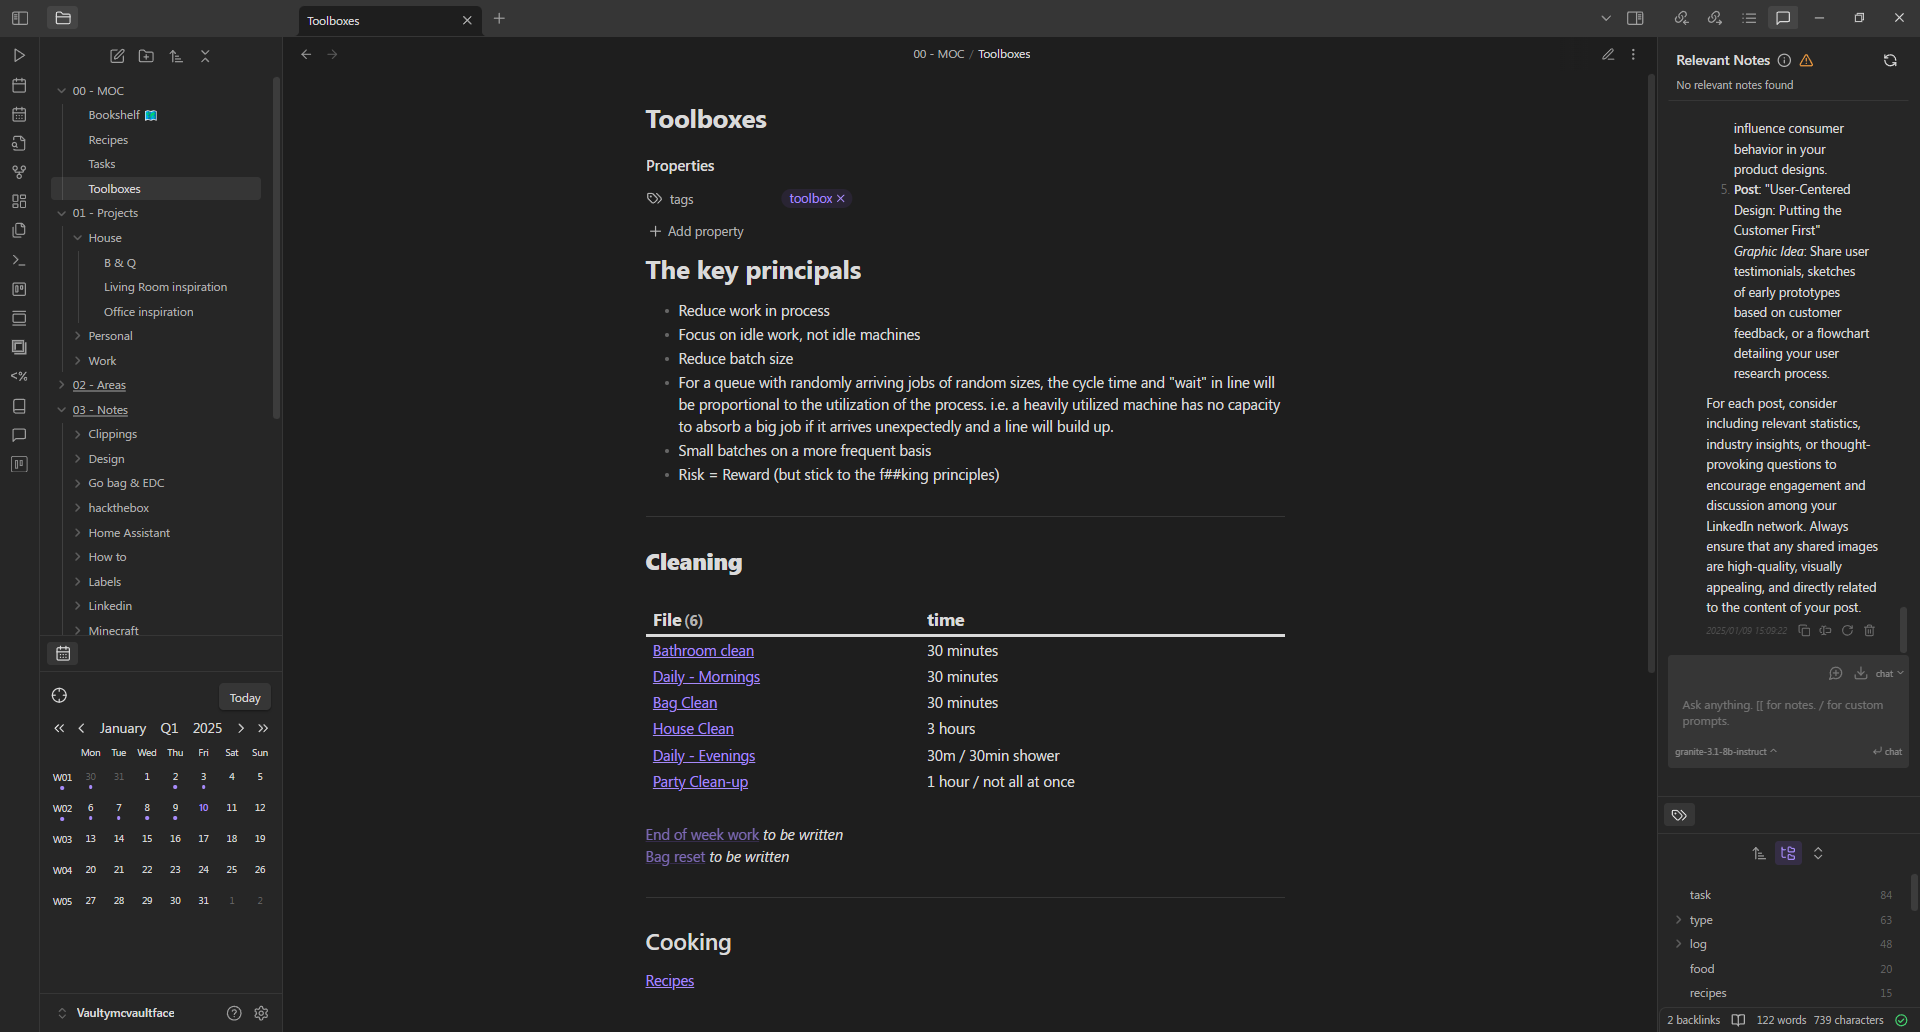 Toolboxes
00 - MOC
Bookshelf
Recipes
Tasks
Toolboxes
01 - Projects
House
B & Q
Living Room inspiration
Office inspiration
Personal
Work
02 - Areas
03 - Notes
Clippings
Design
Go bag & EDC
hackthebox
Home Assistant
How to
Labels
Linkedin
Minecraft
Today
January Q1 2025
Mon Tue Wed Thu Fri Sat Sun
W01 30 31 1 2 3 4 5
W02 6 7 8 9 10 11 12
W03 13 14 15 16 17 18 19
W04 20 21 22 23 24 25 26
W05 27 28 29 30 31 1 2
Vaultymcvaultface
00 - MOC / Toolboxes
Toolboxes
Properties
tags toolbox
Add property
The key principals
Reduce work in process
Focus on idle work, not idle machines
Reduce batch size
For a queue with randomly arriving jobs of random sizes, the cycle time and "wait" in line will
be proportional to the utilization of the process. i.e. a heavily utilized machine has no capacity
to absorb a big job if it arrives unexpectedly and a line will build up.
Small batches on a more frequent basis
Risk = Reward (but stick to the f##king principles)
Cleaning
File (6) time
Bathroom clean 30 minutes
Daily - Mornings 30 minutes
Bag Clean 30 minutes
House Clean 3 hours
Daily - Evenings 30m / 30min shower
Party Clean-up 1 hour / not all at once
End of week work to be written
Bag reset to be written
Cooking
Recipes
Relevant Notes
No relevant notes found
influence consumer
behavior in your
product designs.
5. Post: "User-Centered
Design: Putting the
Customer First"
Graphic Idea: Share user
testimonials, sketches
of early prototypes
based on customer
feedback, or a flowchart
detailing your user
research process.
For each post, consider
including relevant statistics,
industry insights, or thought-
provoking questions to
encourage engagement and
discussion among your
LinkedIn network. Always
ensure that any shared images
are high-quality, visually
appealing, and directly related
to the content of your post.
2025/01/09 15:09:22
chat
Ask anything. [[ for notes. / for custom
prompts.
granite-3.1-8b-instruct
chat
task 84
type 63
log 48
food 20
recipes 15
2 backlinks 122 words 739 characters